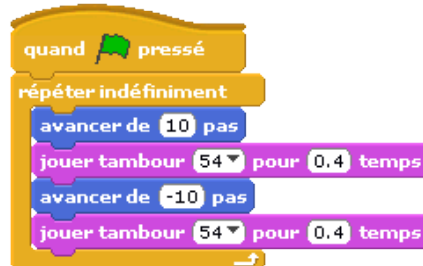 quand pressé
répéter indéfiniment
avancer de 10 pas
jouer tambour 54 pour 0.4 temps
avancer de -10 pas
jouer tambour 54 pour 0.4 temps